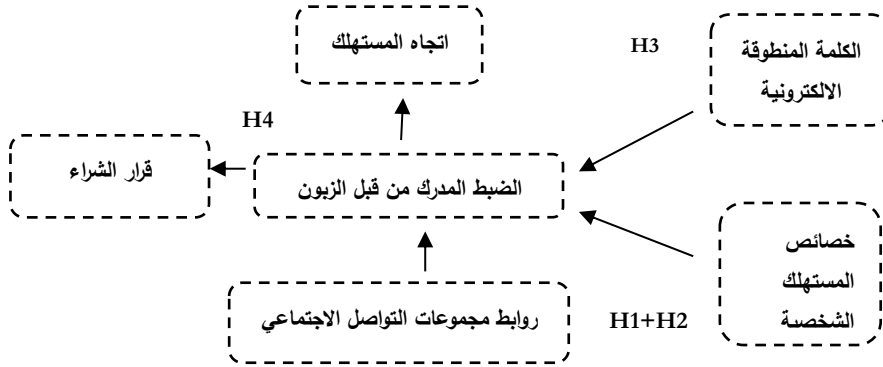 اتجاه المستهلك
H3
الكلمة المنطوقة
الالكترونية
H4
قرار الشراء
الضبط المدرك من قبل الزبون
خصائص
المستهلك
الشخصية
روابط مجموعات التواصل الاجتماعي
H1+H2